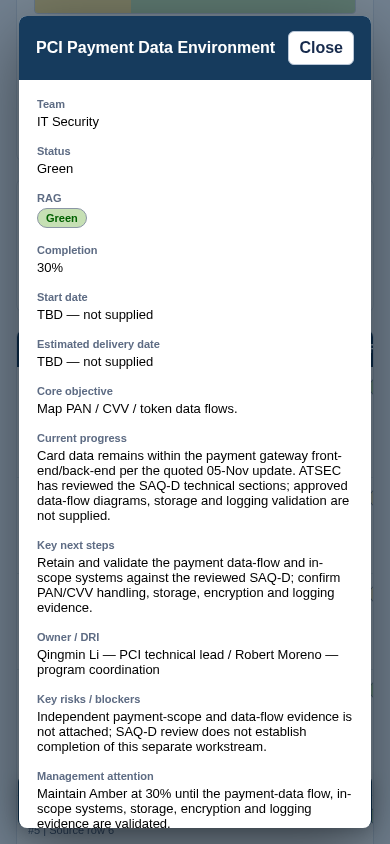 PCI Payment Data Environment
Close
Team
IT Security
Status
Green
RAG
Green
Completion
30%
Start date
TBD — not supplied
Estimated delivery date
TBD — not supplied
Core objective
Map PAN / CVV / token data flows.
Current progress
Card data remains within the payment gateway front-
end/back-end per the quoted 05-Nov update. ATSEC
has reviewed the SAQ-D technical sections; approved
data-flow diagrams, storage and logging validation are
not supplied.
Key next steps
Retain and validate the payment data-flow and in-
scope systems against the reviewed SAQ-D; confirm
PAN/CVV handling, storage, encryption and logging
evidence.
Owner / DRI
Qingmin Li — PCI technical lead / Robert Moreno —
program coordination
Key risks / blockers
Independent payment-scope and data-flow evidence is
not attached; SAQ-D review does not establish
completion of this separate workstream.
Management attention
Maintain Amber at 30% until the payment-data flow, in-
scope systems, storage, encryption and logging
evidence are validated.
#5 | Source row 6